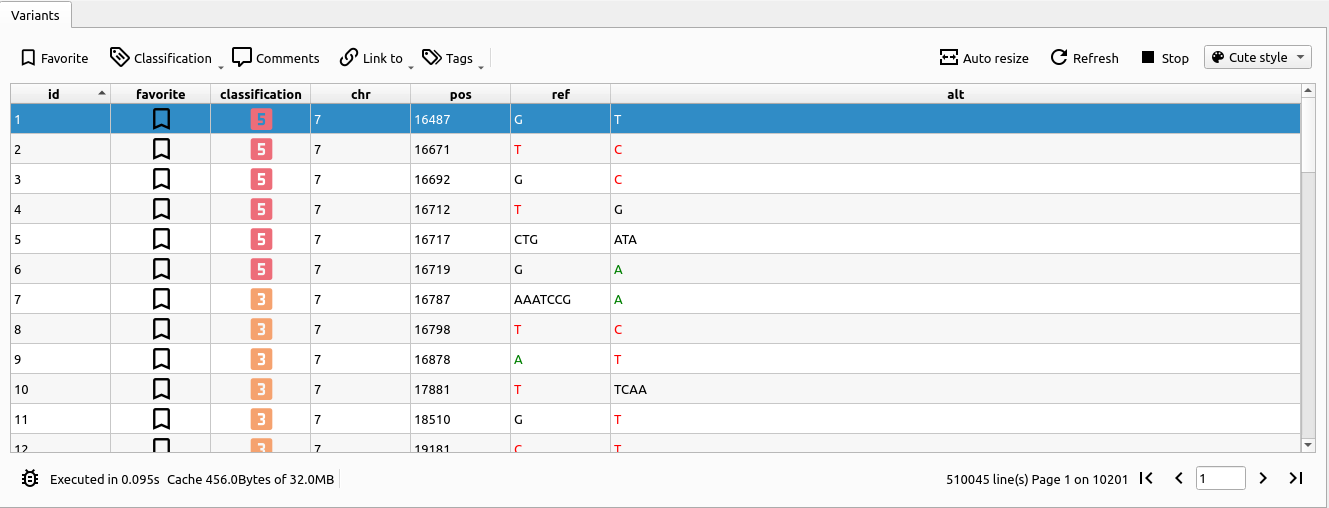 Variants
Favorite Classification Comments Link to Tags Auto resize Refresh Stop Cute style
id favorite classification chr pos ref alt
1 5 7 16487 G T
2 5 7 16671 T C
3 5 7 16692 G C
4 5 7 16712 T G
5 5 7 16717 CTG ATA
6 5 7 16719 G A
7 3 7 16787 AAATCCG A
8 3 7 16798 T C
9 3 7 16878 A T
10 3 7 17881 T TCAA
11 3 7 18510 G T
12 3 7 19181 C T
Executed in 0.095s Cache 456.0Bytes of 32.0MB 510045 line(s) Page 1 on 10201 1